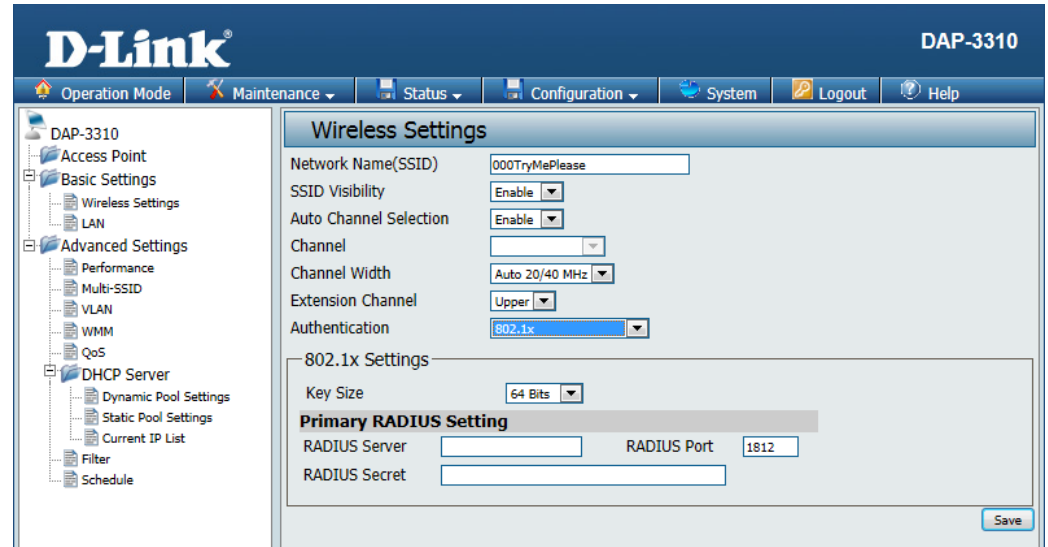 D-Link®
DAP-3310
Operation Mode Maintenance Status Configuration System Logout Help
DAP-3310
Access Point
Basic Settings
Wireless Settings
LAN
Advanced Settings
Performance
Multi-SSID
VLAN
WMM
QoS
DHCP Server
Dynamic Pool Settings
Static Pool Settings
Current IP List
Filter
Schedule
Wireless Settings
Network Name(SSID) 000TryMePlease
SSID Visibility Enable
Auto Channel Selection Enable
Channel
Channel Width Auto 20/40 MHz
Extension Channel Upper
Authentication 802.1x
802.1x Settings
Key Size 64 Bits
Primary RADIUS Setting
RADIUS Server RADIUS Port 1812
RADIUS Secret
Save